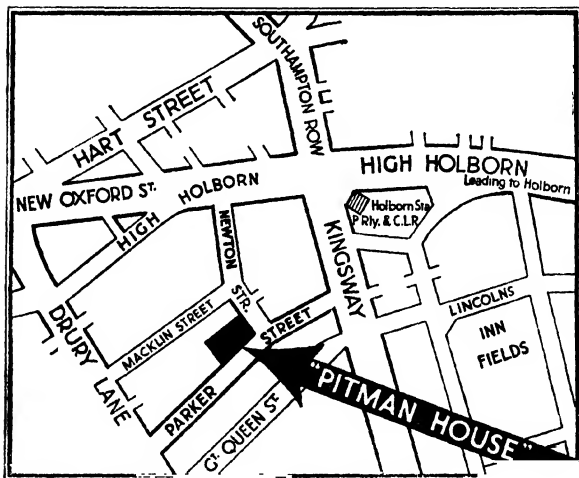 SOUTHAMPTON ROW
HART STREET
HIGH HOLBORN
Leading to Holborn
NEW OXFORD ST.
HIGH HOLBORN
Holborn Sta
P Rly. & C.L.R
NEWTON STR.
KINGSWAY
MACKLIN STREET
LINCOLNS
INN
FIELDS
DRURY LANE
PARKER STREET
GT. QUEEN ST
"PITMAN HOUSE"